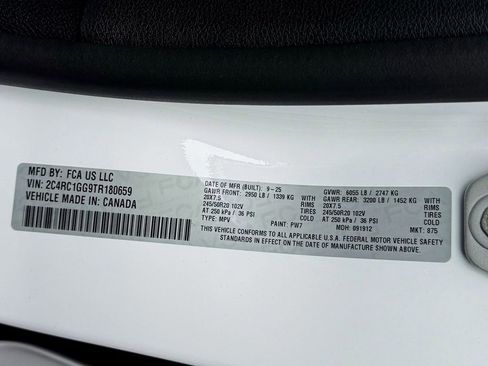 MFD BY: FCA US LLC
VIN: 2C4RC1GG9TR180659
VEHICLE MADE IN: CANADA
DATE OF MFR (BUILT): 9-25 GVWR: 6055 LB / 2747 KG
GAWR FRONT: 2950 LB / 1339 KG WITH GAWR REAR: 3200 LB / 1452 KG WITH
20X7.5 RIMS 20X7.5 RIMS
245/50R20 102V TIRES 245/50R20 102V TIRES
AT 250 kPa / 36 PSI COLD AT 250 kPa / 36 PSI COLD
TYPE: MPV PAINT: PW7 MDH: 091912 MKT: 875
THIS VEHICLE CONFORMS TO ALL APPLICABLE U.S.A. FEDERAL MOTOR VEHICLE SAFETY
STANDARDS IN EFFECT ON THE DATE OF MANUFACTURE SHOWN ABOVE.